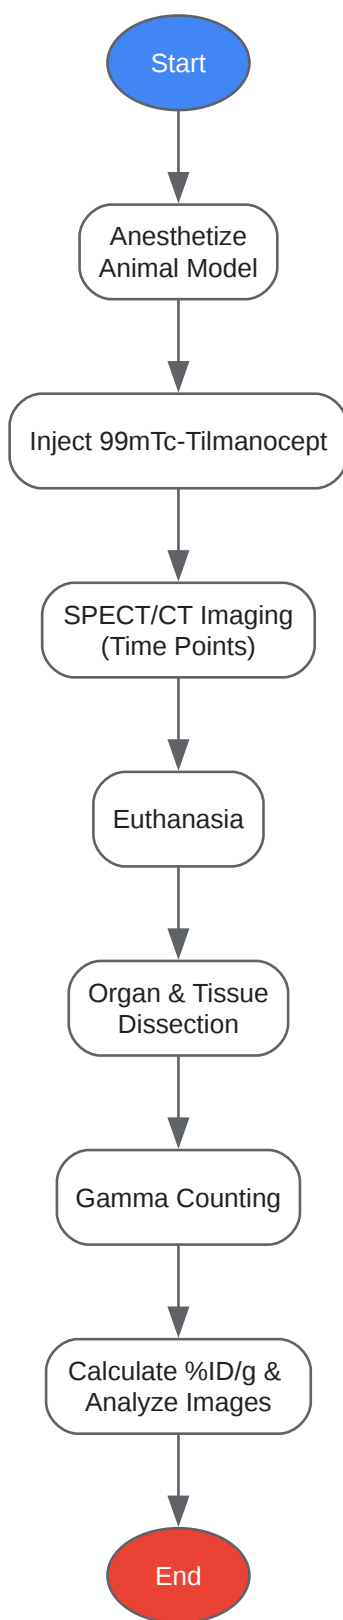 Start
Anesthetize
Animal Model
Inject 99mTc-Tilmanocept
SPECT/CT Imaging
(Time Points)
Euthanasia
Organ & Tissue
Dissection
Gamma Counting
Calculate %ID/g &
Analyze Images
End